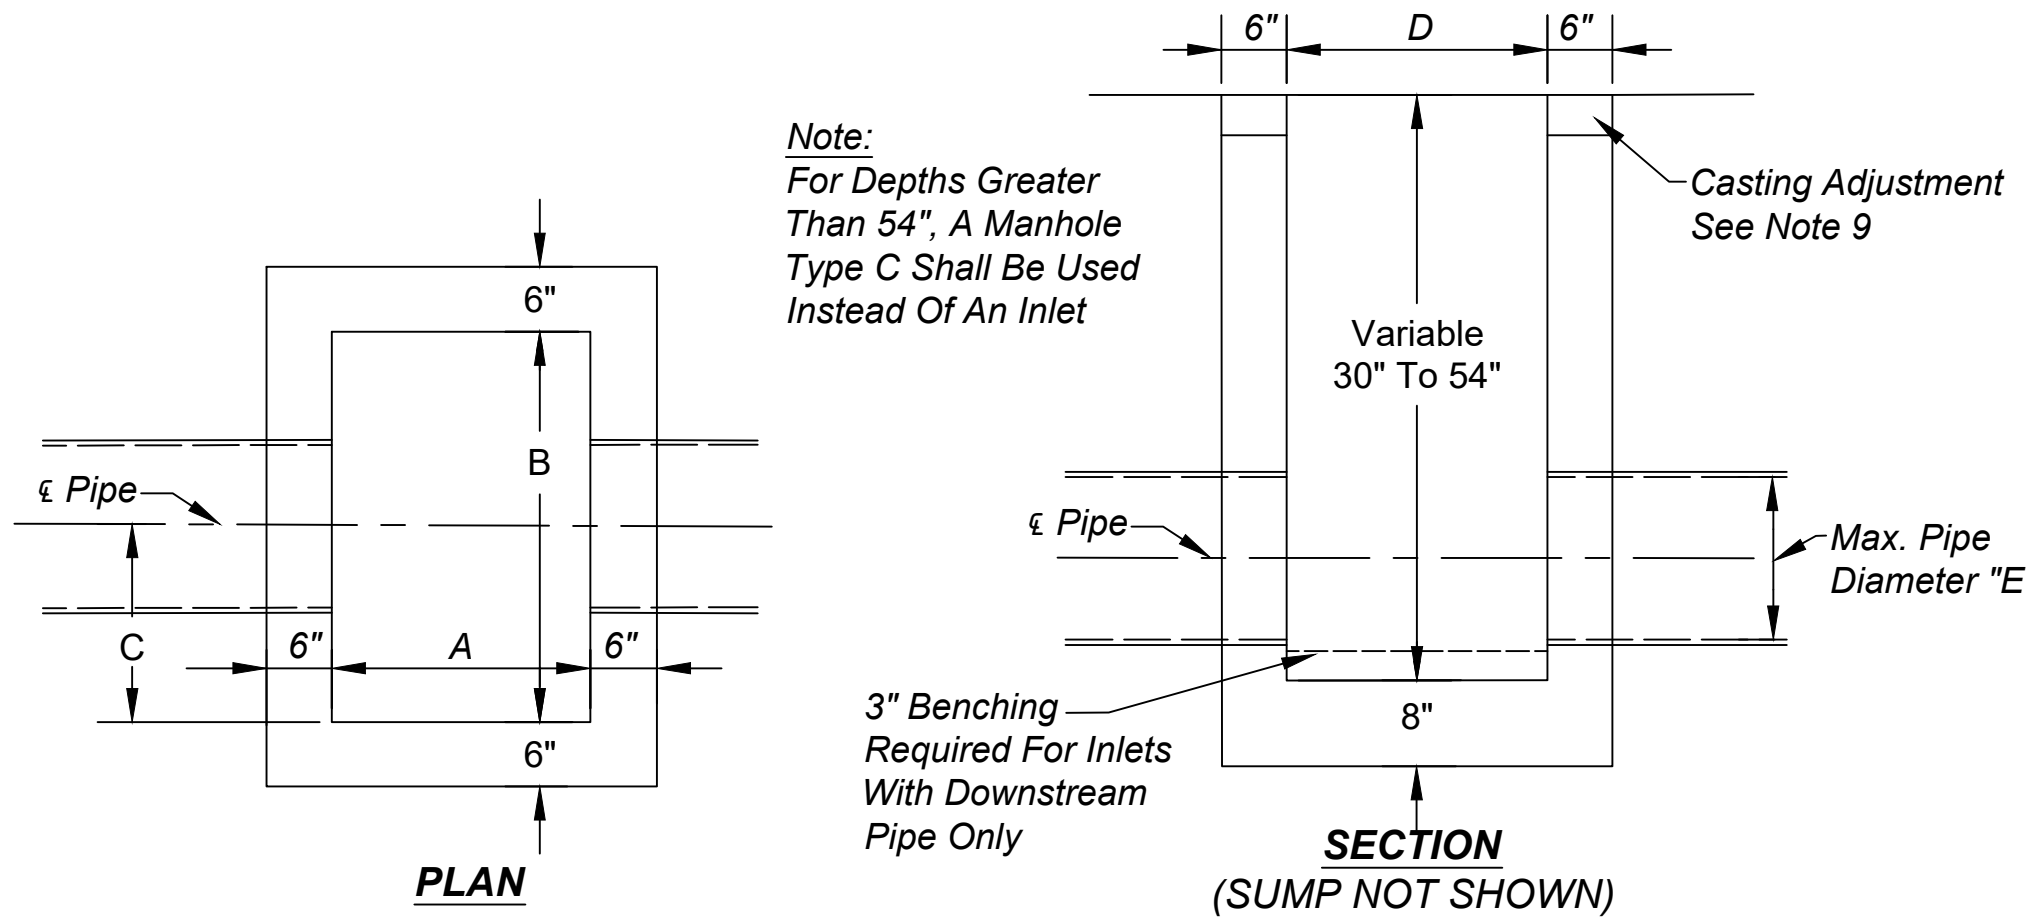 6"
B
6"
℄ Pipe
C
6"
A
6"
PLAN
Note:
For Depths Greater
Than 54", A Manhole
Type C Shall Be Used
Instead Of An Inlet
6"
D
6"
Casting Adjustment
See Note 9
Variable
30" To 54"
℄ Pipe
Max. Pipe
Diameter "E
3" Benching
Required For Inlets
With Downstream
Pipe Only
8"
SECTION
(SUMP NOT SHOWN)
6"